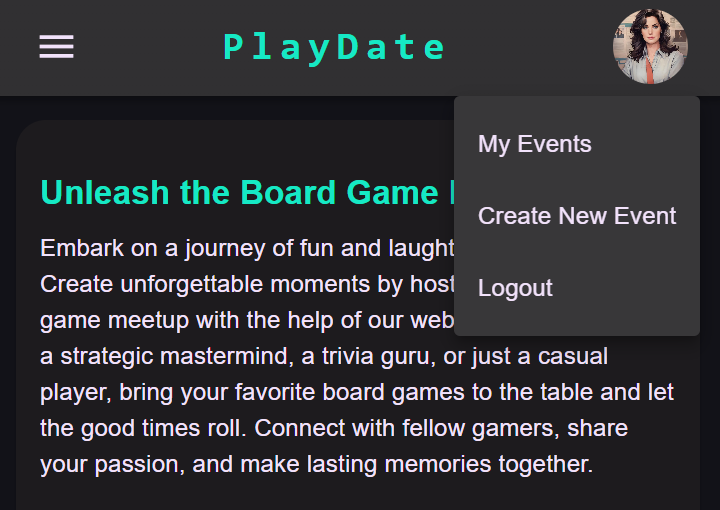 PlayDate
My Events
Create New Event
Logout
Unleash the Board Game
Embark on a journey of fun and laught
Create unforgettable moments by host
game meetup with the help of our web
a strategic mastermind, a trivia guru, or just a casual
player, bring your favorite board games to the table and let
the good times roll. Connect with fellow gamers, share
your passion, and make lasting memories together.